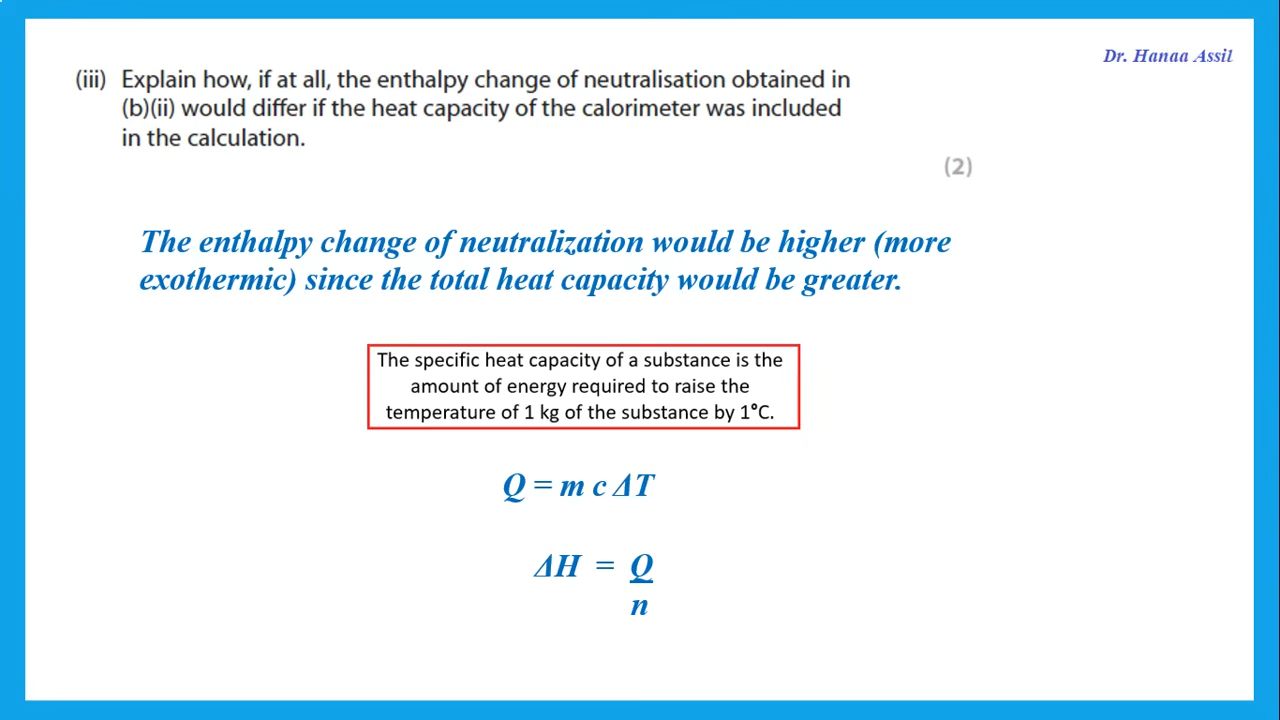 Dr. Hanaa Assil
(iii) Explain how, if at all, the enthalpy change of neutralisation obtained in
(b)(ii) would differ if the heat capacity of the calorimeter was included
in the calculation.
(2)
The enthalpy change of neutralization would be higher (more
exothermic) since the total heat capacity would be greater.
The specific heat capacity of a substance is the
amount of energy required to raise the
temperature of 1 kg of the substance by 1°C.
Q = m c ΔT
ΔH = Q
n